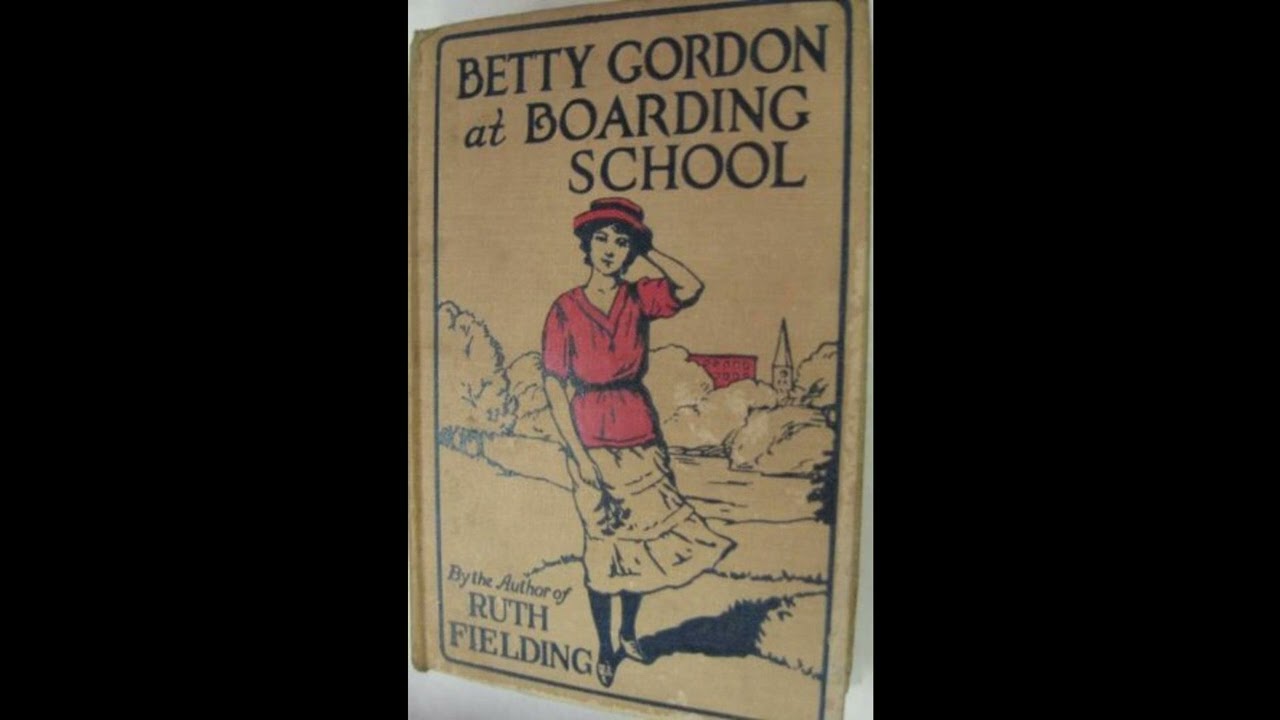 BETTY GORDON
at BOARDING
SCHOOL
By the Author of
RUTH
FIELDING